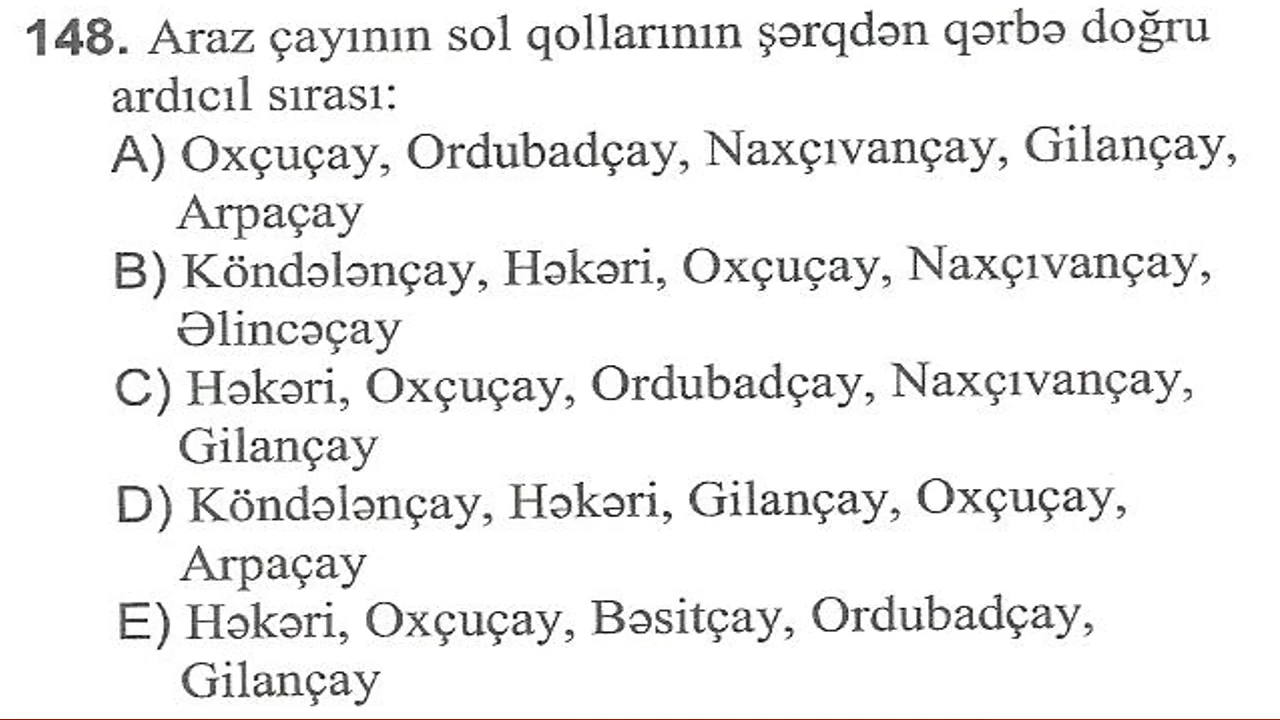 148. Araz çayının sol qollarının şərqdən qərbə doğru
ardıcıl sırası:
A) Oxçuçay, Ordubadçay, Naxçıvançay, Gilançay,
Arpaçay
B) Köndələnçay, Həkəri, Oxçuçay, Naxçıvançay,
Əlincəçay
C) Həkəri, Oxçuçay, Ordubadçay, Naxçıvançay,
Gilançay
D) Köndələnçay, Həkəri, Gilançay, Oxçuçay,
Arpaçay
E) Həkəri, Oxçuçay, Bəsitçay, Ordubadçay,
Gilançay